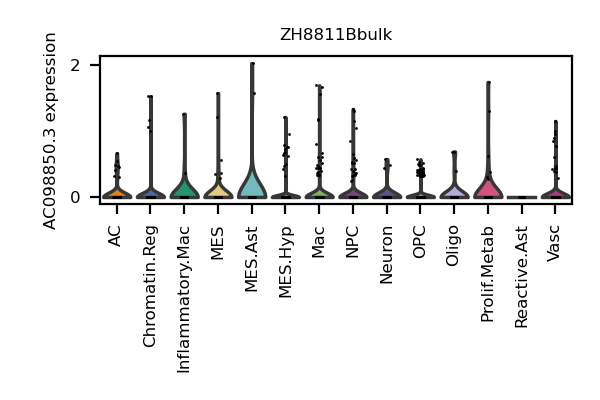 ZH8811Bbulk
AC098850.3 expression
2
0
AC
Chromatin.Reg
Inflammatory.Mac
MES
MES.Ast
MES.Hyp
Mac
NPC
Neuron
OPC
Oligo
Prolif.Metab
Reactive.Ast
Vasc